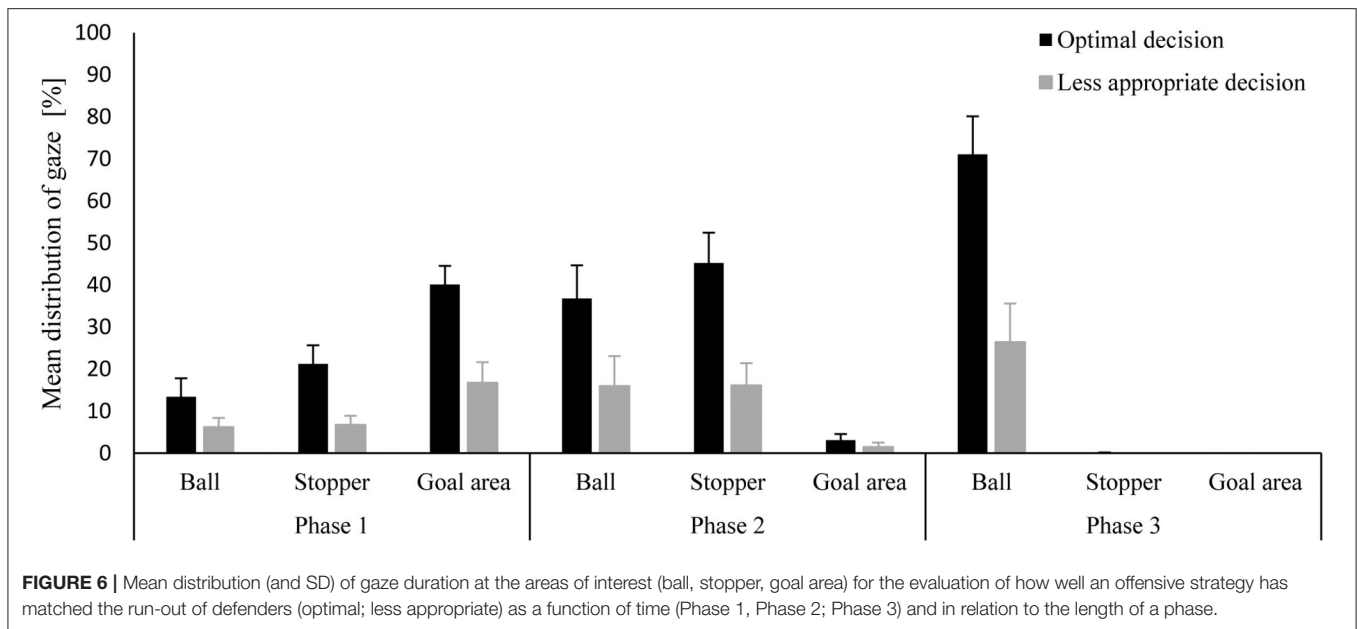 100
90
80
70
60
50
40
30
20
10
0
Mean distribution of gaze [%]
Optimal decision
Less appropriate decision
Ball Stopper Goal area Ball Stopper Goal area Ball Stopper Goal area
Phase 1 Phase 2 Phase 3
FIGURE 6 | Mean distribution (and SD) of gaze duration at the areas of interest (ball, stopper, goal area) for the evaluation of how well an offensive strategy has
matched the run-out of defenders (optimal; less appropriate) as a function of time (Phase 1, Phase 2; Phase 3) and in relation to the length of a phase.